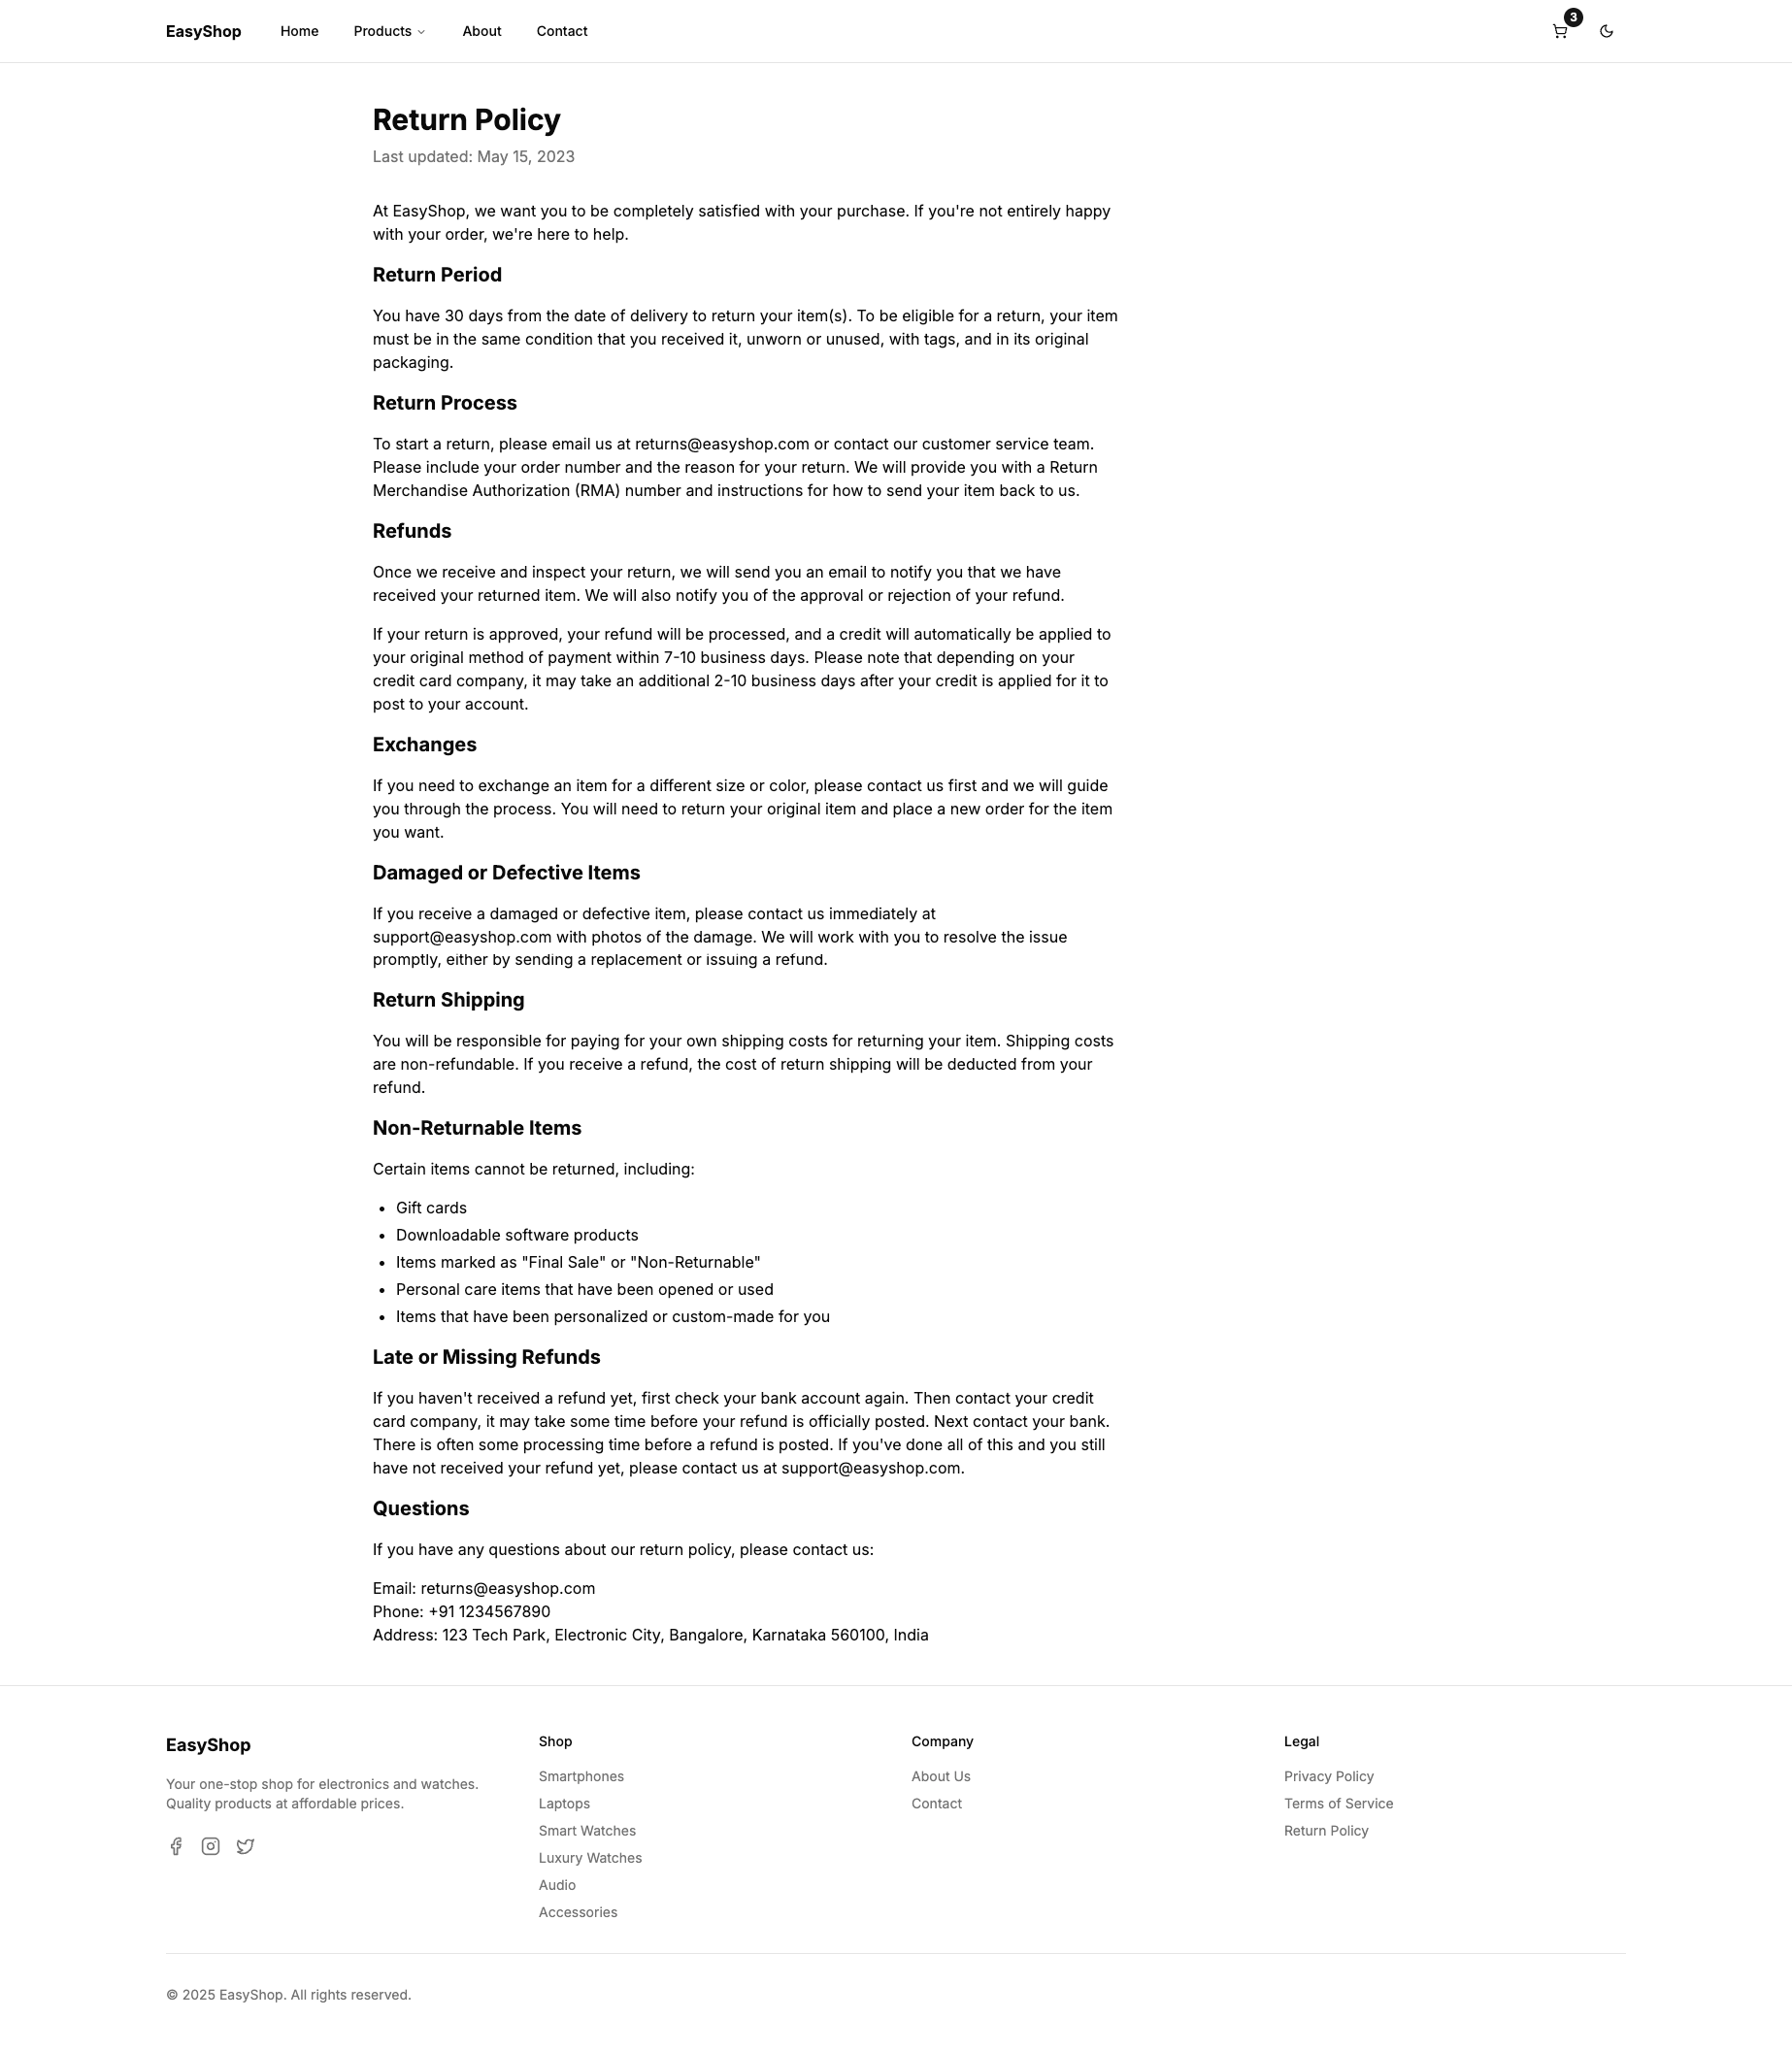 EasyShop
Home
Products
About
Contact
3
Return Policy
Last updated: May 15, 2023
At EasyShop, we want you to be completely satisfied with your purchase. If you're not entirely happy
with your order, we're here to help.
Return Period
You have 30 days from the date of delivery to return your item(s). To be eligible for a return, your item
must be in the same condition that you received it, unworn or unused, with tags, and in its original
packaging.
Return Process
To start a return, please email us at returns@easyshop.com or contact our customer service team.
Please include your order number and the reason for your return. We will provide you with a Return
Merchandise Authorization (RMA) number and instructions for how to send your item back to us.
Refunds
Once we receive and inspect your return, we will send you an email to notify you that we have
received your returned item. We will also notify you of the approval or rejection of your refund.
If your return is approved, your refund will be processed, and a credit will automatically be applied to
your original method of payment within 7-10 business days. Please note that depending on your
credit card company, it may take an additional 2-10 business days after your credit is applied for it to
post to your account.
Exchanges
If you need to exchange an item for a different size or color, please contact us first and we will guide
you through the process. You will need to return your original item and place a new order for the item
you want.
Damaged or Defective Items
If you receive a damaged or defective item, please contact us immediately at
support@easyshop.com with photos of the damage. We will work with you to resolve the issue
promptly, either by sending a replacement or issuing a refund.
Return Shipping
You will be responsible for paying for your own shipping costs for returning your item. Shipping costs
are non-refundable. If you receive a refund, the cost of return shipping will be deducted from your
refund.
Non-Returnable Items
Certain items cannot be returned, including:
• Gift cards
• Downloadable software products
• Items marked as "Final Sale" or "Non-Returnable"
• Personal care items that have been opened or used
• Items that have been personalized or custom-made for you
Late or Missing Refunds
If you haven't received a refund yet, first check your bank account again. Then contact your credit
card company, it may take some time before your refund is officially posted. Next contact your bank.
There is often some processing time before a refund is posted. If you've done all of this and you still
have not received your refund yet, please contact us at support@easyshop.com.
Questions
If you have any questions about our return policy, please contact us:
Email: returns@easyshop.com
Phone: +91 1234567890
Address: 123 Tech Park, Electronic City, Bangalore, Karnataka 560100, India
EasyShop
Your one-stop shop for electronics and watches.
Quality products at affordable prices.
Shop
Smartphones
Laptops
Smart Watches
Luxury Watches
Audio
Accessories
Company
About Us
Contact
Legal
Privacy Policy
Terms of Service
Return Policy
© 2025 EasyShop. All rights reserved.